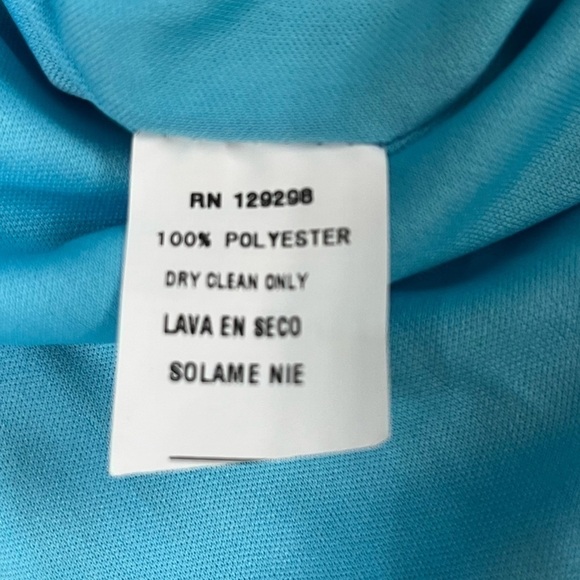 RN 129298
100% POLYESTER
DRY CLEAN ONLY
LAVA EN SECO
SOLAME NIE